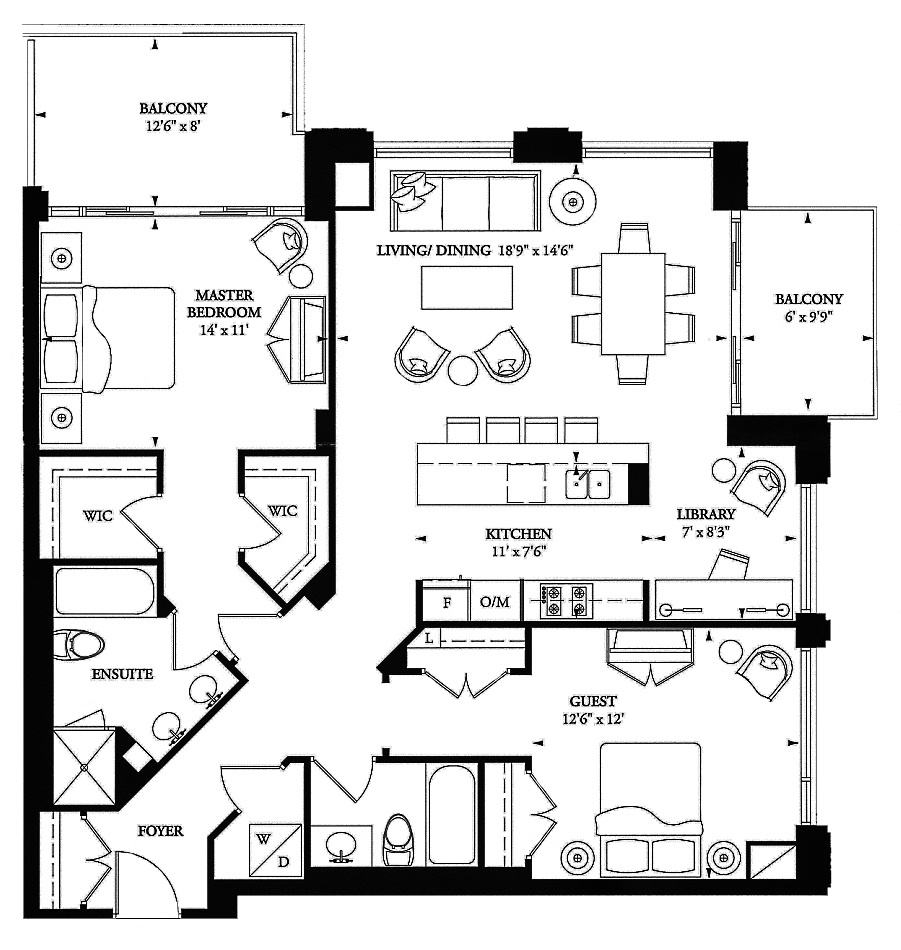 BALCONY
12'6" x 8'
LIVING/ DINING 18'9" x 14'6"
MASTER
BEDROOM
14' x 11'
BALCONY
6' x 9'9"
WIC
WIC
LIBRARY
7' x 8'3"
KITCHEN
11' x 7'6"
F
O/M
L
ENSUITE
GUEST
12'6" x 12'
FOYER
W
D